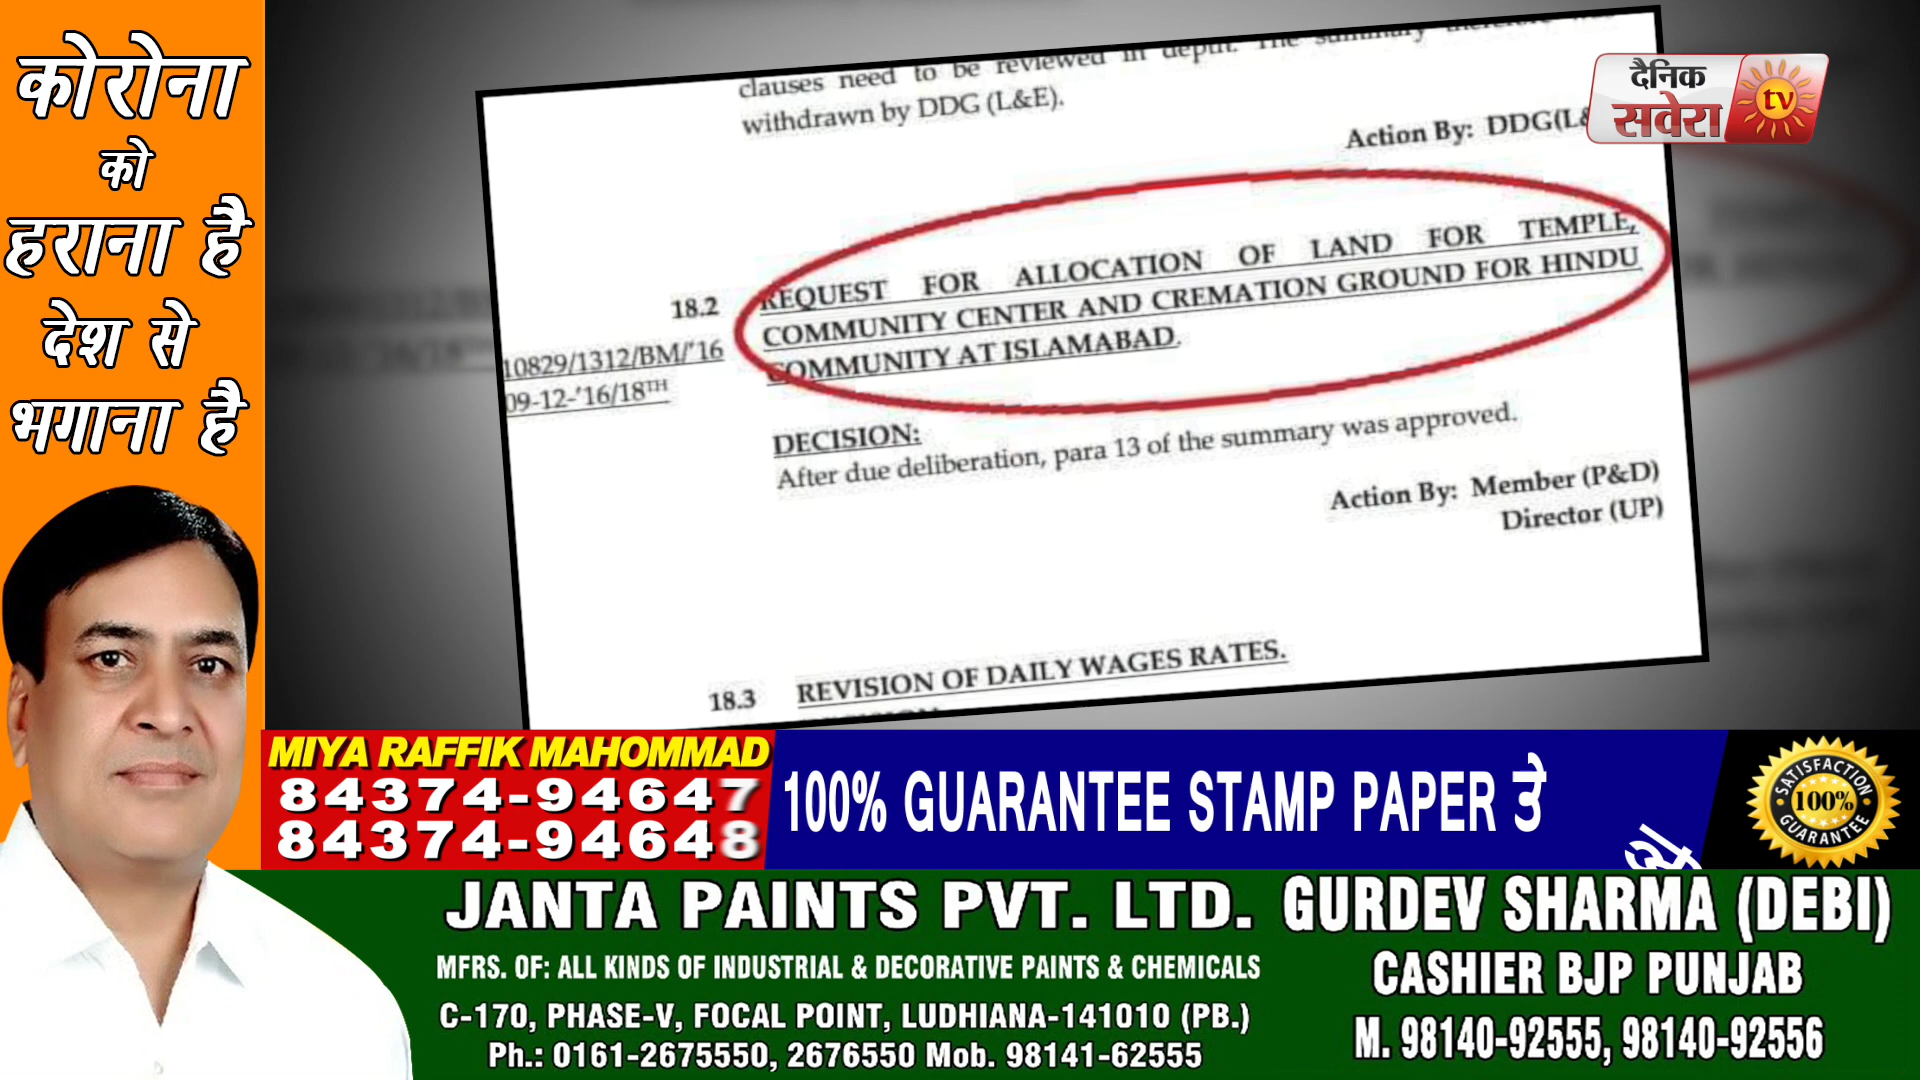 कोरोना
को
हराना है
देश से
भगाना है
clauses need to be reviewed in depth. The summary therefore was
withdrawn by DDG (L&E).
Action By: DDG(L&
दैनिक
सवेरा tv
18.2 REQUEST FOR ALLOCATION OF LAND FOR TEMPLE,
COMMUNITY CENTER AND CREMATION GROUND FOR HINDU
COMMUNITY AT ISLAMABAD.
10829/1312/BM/'16
09-12-'16/18TH
DECISION:
After due deliberation, para 13 of the summary was approved.
Action By: Member (P&D)
Director (UP)
18.3 REVISION OF DAILY WAGES RATES.
MIYA RAFFIK MAHOMMAD
84374-94647
84374-94648
100% GUARANTEE STAMP PAPER ਤੇ
SATISFACTION
100%
GUARANTEE
JANTA PAINTS PVT. LTD.
MFRS. OF: ALL KINDS OF INDUSTRIAL & DECORATIVE PAINTS & CHEMICALS
C-170, PHASE-V, FOCAL POINT, LUDHIANA-141010 (PB.)
Ph.: 0161-2675550, 2676550 Mob. 98141-62555
GURDEV SHARMA (DEBI)
CASHIER BJP PUNJAB
M. 98140-92555, 98140-92556